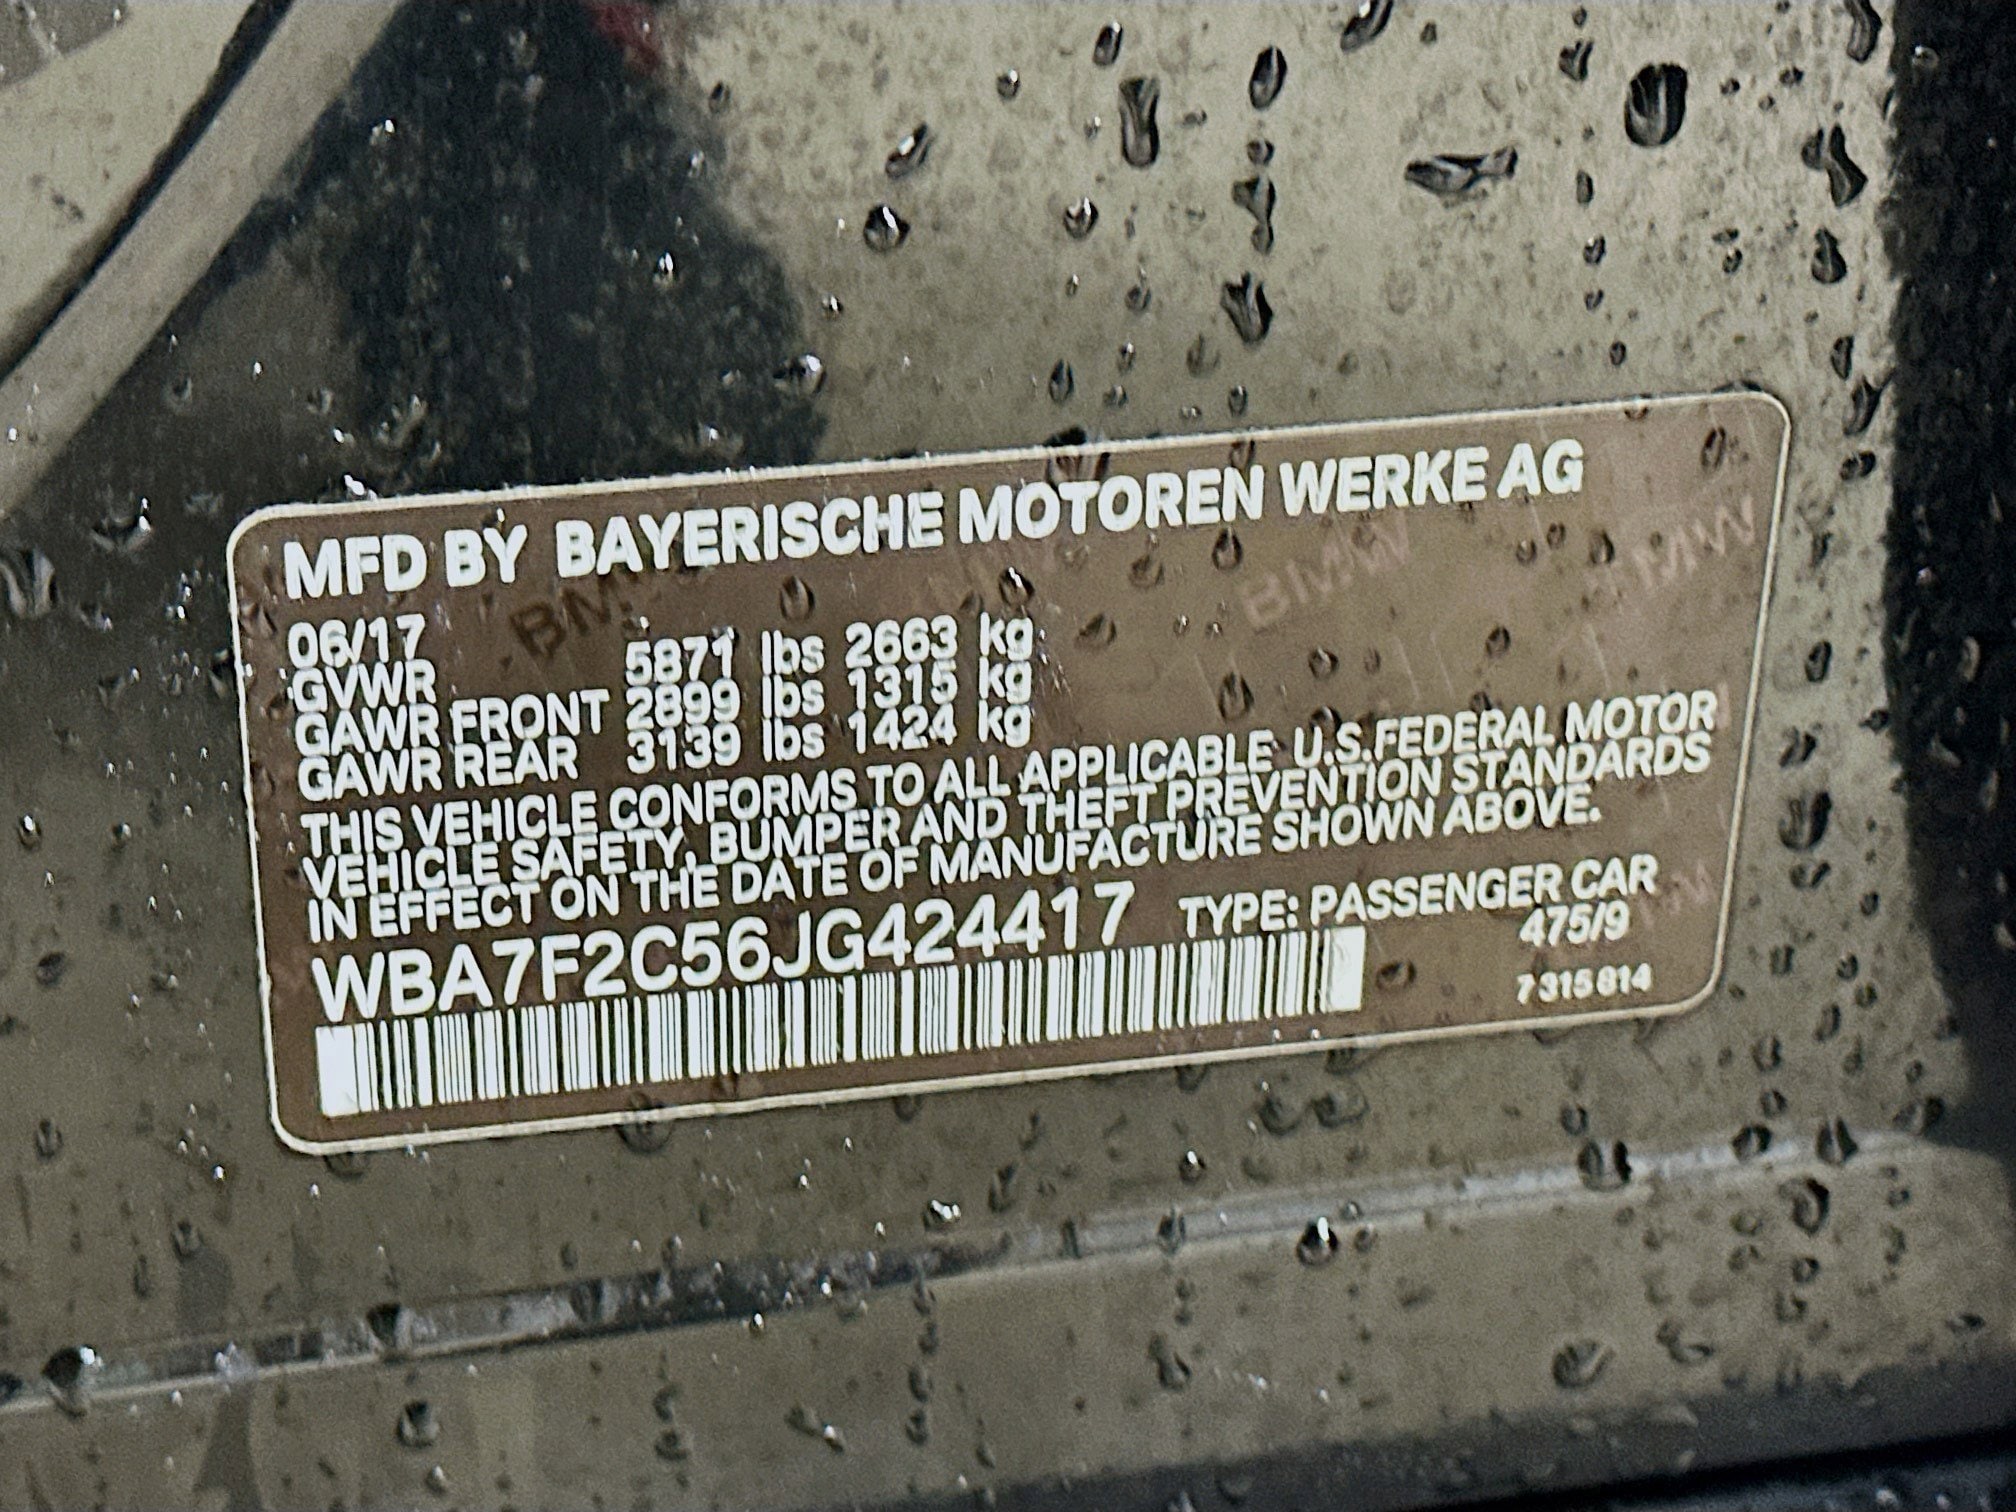 MFD BY BAYERISCHE MOTOREN WERKE AG
06/17
GVWR 5871 lbs 2663 kg
GAWR FRONT 2899 lbs 1315 kg
GAWR REAR 3139 lbs 1424 kg
THIS VEHICLE CONFORMS TO ALL APPLICABLE U.S.FEDERAL MOTOR
VEHICLE SAFETY, BUMPER AND THEFT PREVENTION STANDARDS
IN EFFECT ON THE DATE OF MANUFACTURE SHOWN ABOVE.
WBA7F2C56JG424417 TYPE: PASSENGER CAR
475/9
7 315 814
BMW
BMW